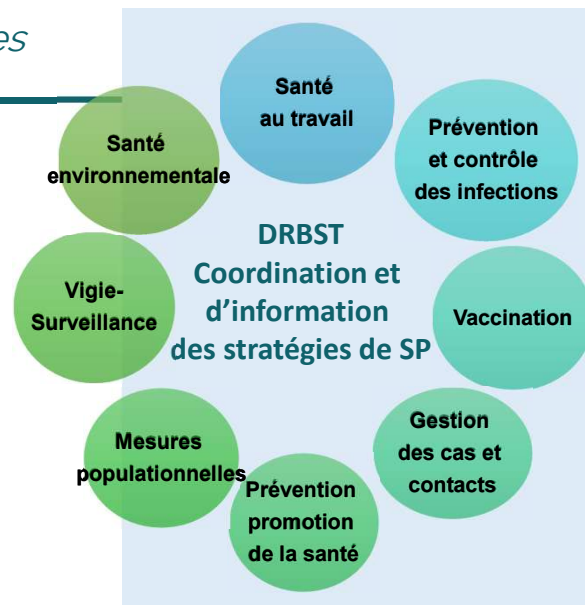 es
Santé
au travail
Prévention
et contrôle
des infections
Vaccination
Gestion
des cas et
contacts
Prévention
promotion
de la santé
Mesures
populationnelles
Vigie-
Surveillance
Santé
environnementale
DRBST
Coordination et
d'information
des stratégies de SP